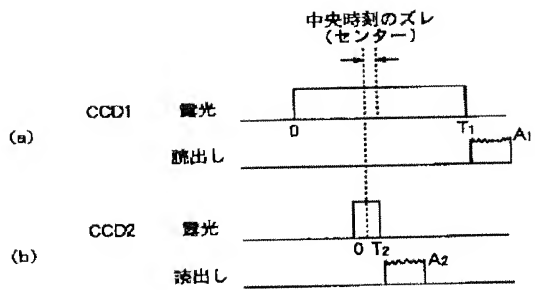 中央時刻のズレ
(センター)
CCD1 露光
0 T1
(a)
読出し A1
CCD2 露光
0 T2
(b)
読出し A2